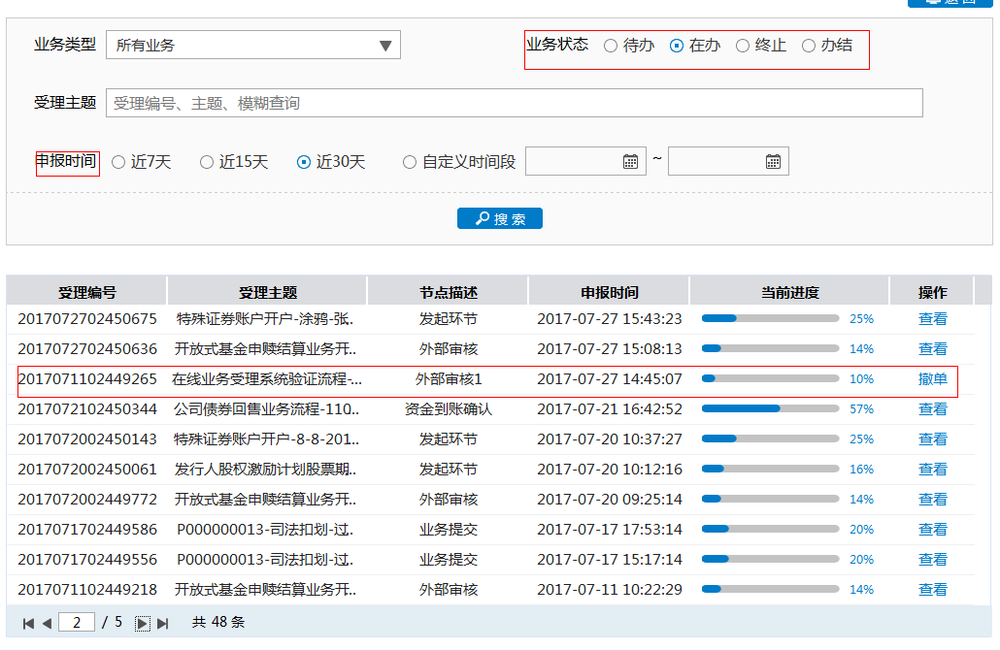 业务类型 所有业务 业务状态 待办 在办 终止 办结
受理主题 受理编号、主题、模糊查询
申报时间 近7天 近15天 近30天 自定义时间段 ~
搜索
受理编号 受理主题 节点描述 申报时间 当前进度 操作
2017072702450675 特殊证券账户开户-涂鸦-张.. 发起环节 2017-07-27 15:43:23 25% 查看
2017072702450636 开放式基金申赎结算业务开.. 外部审核 2017-07-27 15:08:13 14% 查看
2017071102449265 在线业务受理系统验证流程-... 外部审核1 2017-07-27 14:45:07 10% 撤单
2017072102450344 公司债券回售业务流程-110.. 资金到账确认 2017-07-21 16:42:52 57% 查看
2017072002450143 特殊证券账户开户-8-8-201.. 发起环节 2017-07-20 10:37:27 25% 查看
2017072002450061 发行人股权激励计划股票期.. 发起环节 2017-07-20 10:12:16 16% 查看
2017072002449772 开放式基金申赎结算业务开.. 外部审核 2017-07-20 09:25:14 14% 查看
2017071702449586 P000000013-司法扣划-过. 业务提交 2017-07-17 17:53:14 20% 查看
2017071702449556 P000000013-司法扣划-过. 业务提交 2017-07-17 15:17:14 20% 查看
2017071102449218 开放式基金申赎结算业务开.. 外部审核 2017-07-11 10:22:29 14% 查看
2 / 5 共 48 条